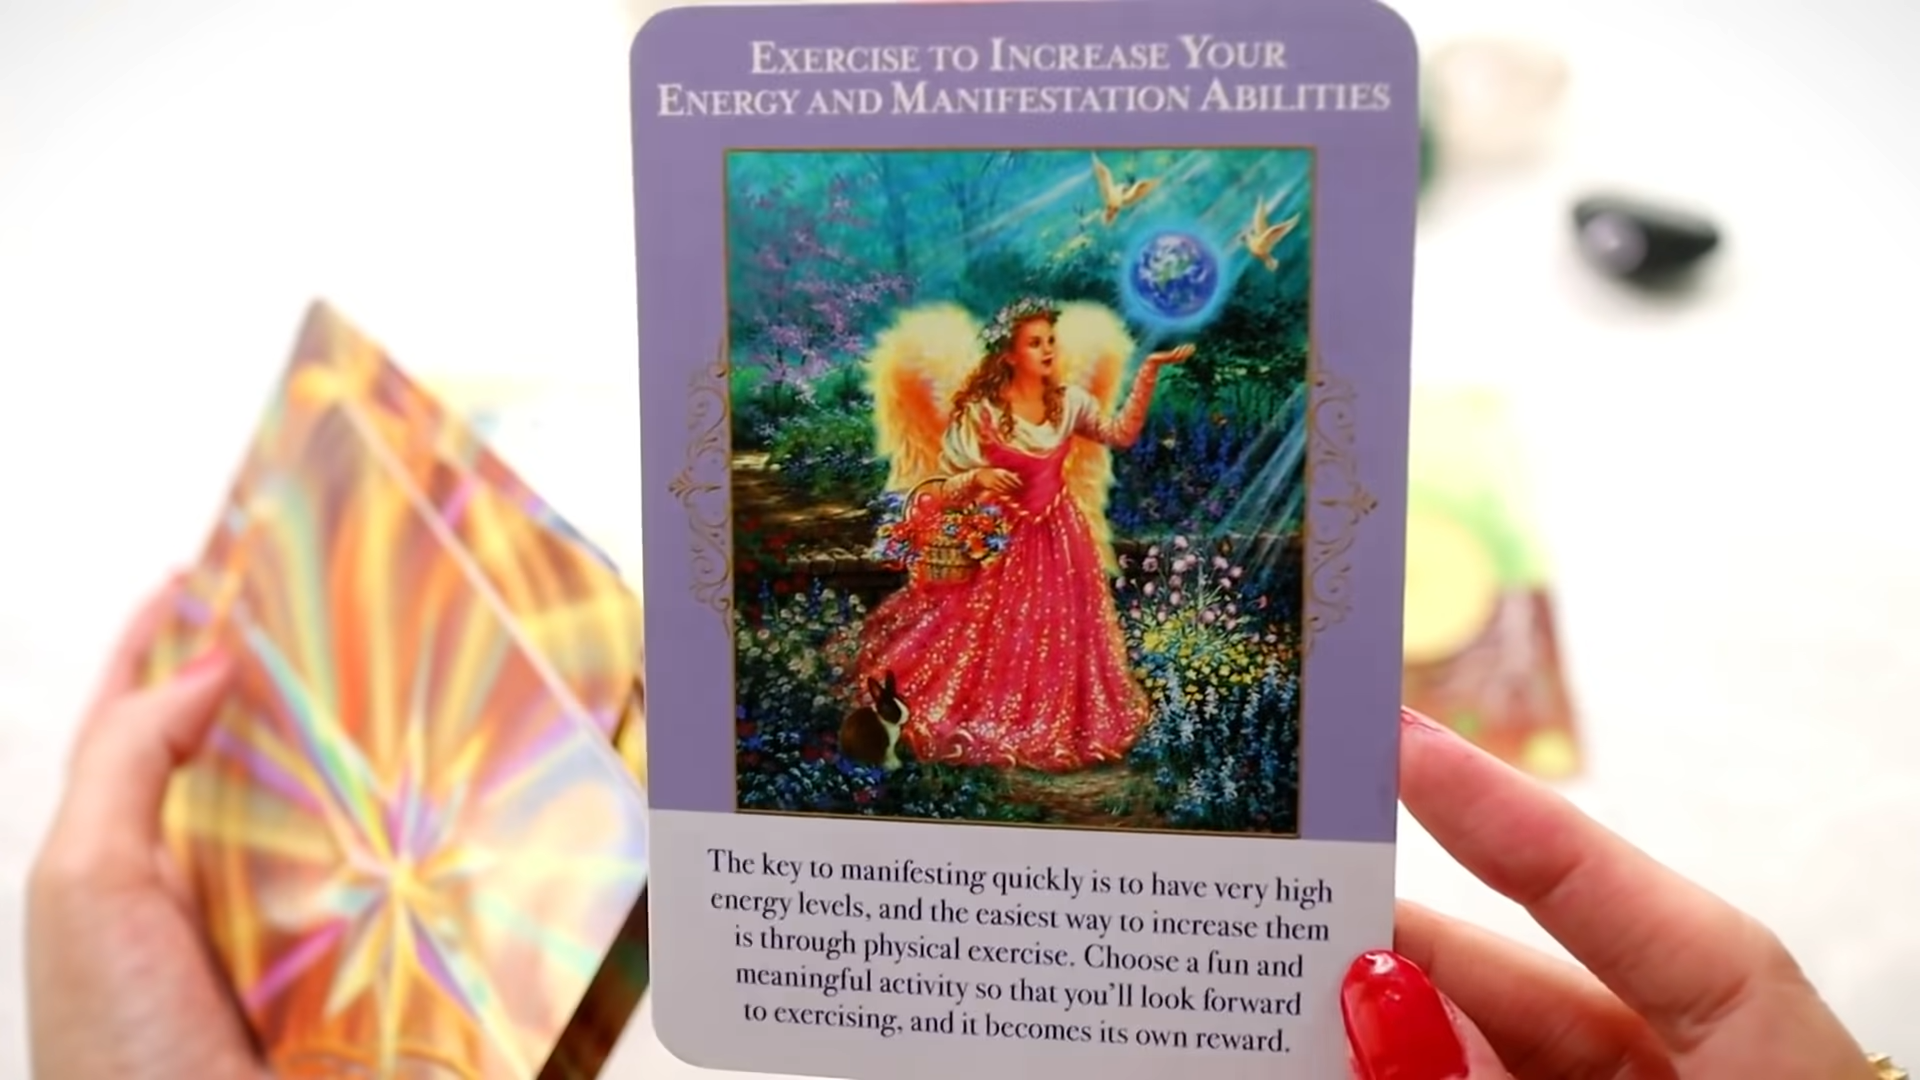 EXERCISE TO INCREASE YOUR
ENERGY AND MANIFESTATION ABILITIES
The key to manifesting quickly is to have very high
energy levels, and the easiest way to increase them
is through physical exercise. Choose a fun and
meaningful activity so that you'll look forward
to exercising, and it becomes its own reward.